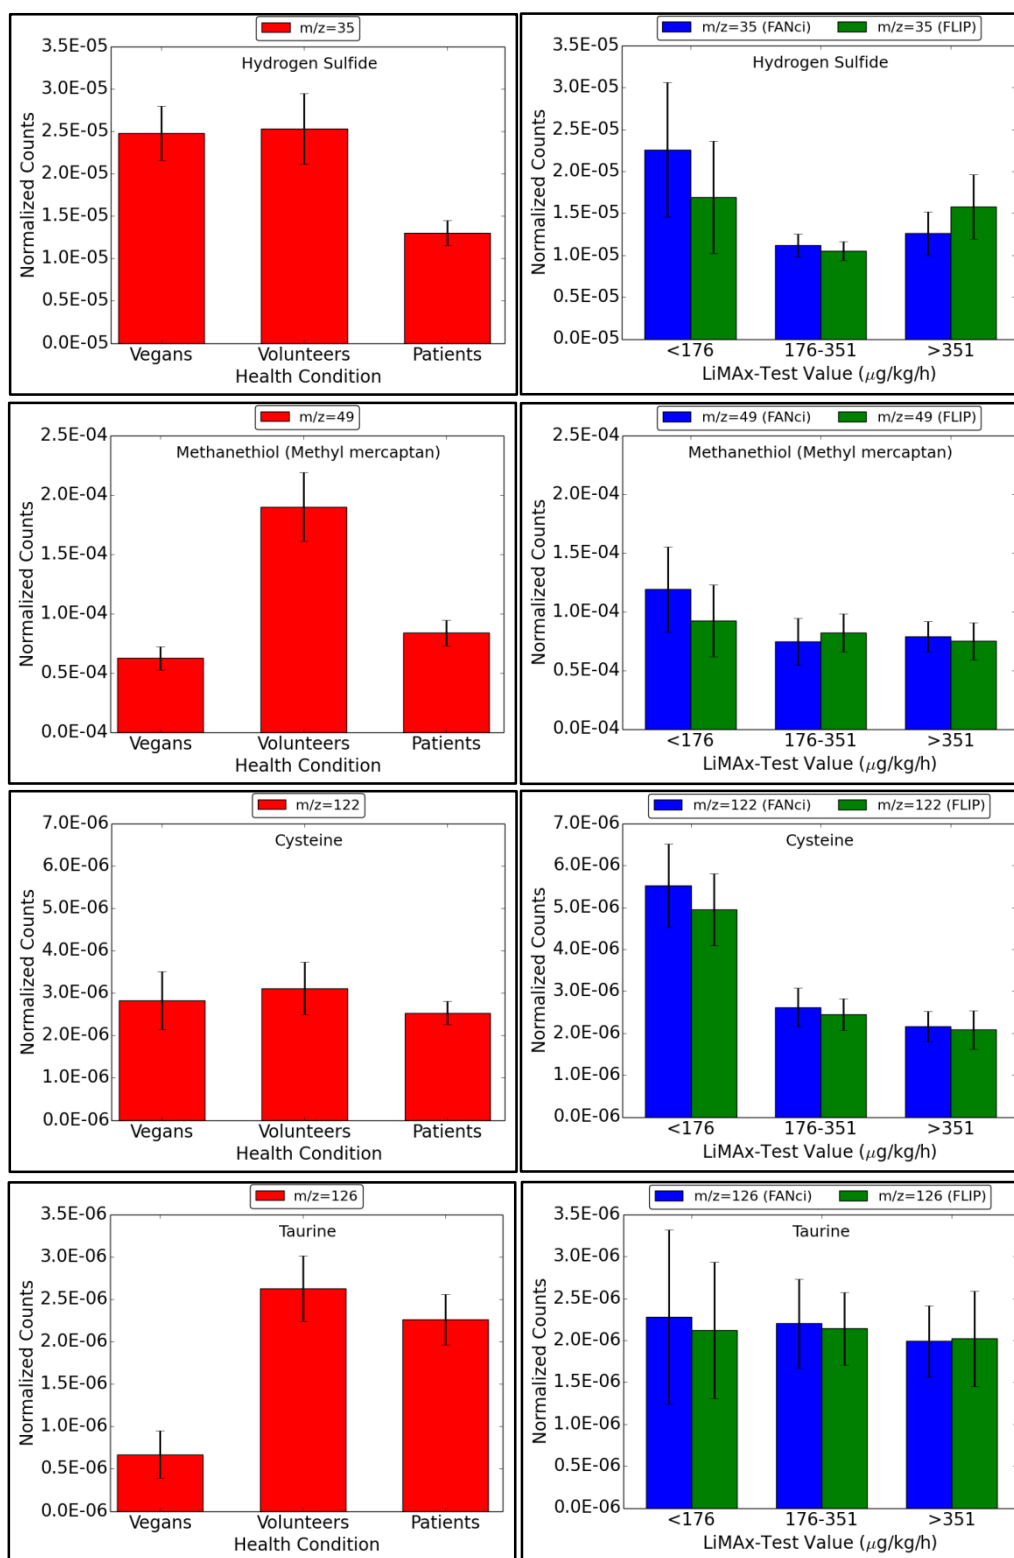 m/z=35
Hydrogen Sulfide
Normalized Counts
3.5E-05
3.0E-05
2.5E-05
2.0E-05
1.5E-05
1.0E-05
0.5E-05
0.0E-05
Vegans Volunteers Patients
Health Condition
m/z=35 (FANci) m/z=35 (FLIP)
Hydrogen Sulfide
Normalized Counts
3.5E-05
3.0E-05
2.5E-05
2.0E-05
1.5E-05
1.0E-05
0.5E-05
0.0E-05
<176 176-351 >351
LiMAx-Test Value (μg/kg/h)
m/z=49
Methanethiol (Methyl mercaptan)
Normalized Counts
2.5E-04
2.0E-04
1.5E-04
1.0E-04
0.5E-04
0.0E-04
Vegans Volunteers Patients
Health Condition
m/z=49 (FANci) m/z=49 (FLIP)
Methanethiol (Methyl mercaptan)
Normalized Counts
2.5E-04
2.0E-04
1.5E-04
1.0E-04
0.5E-04
0.0E-04
<176 176-351 >351
LiMAx-Test Value (μg/kg/h)
m/z=122
Cysteine
Normalized Counts
7.0E-06
6.0E-06
5.0E-06
4.0E-06
3.0E-06
2.0E-06
1.0E-06
0.0E-06
Vegans Volunteers Patients
Health Condition
m/z=122 (FANci) m/z=122 (FLIP)
Cysteine
Normalized Counts
7.0E-06
6.0E-06
5.0E-06
4.0E-06
3.0E-06
2.0E-06
1.0E-06
0.0E-06
<176 176-351 >351
LiMAx-Test Value (μg/kg/h)
m/z=126
Taurine
Normalized Counts
3.5E-06
3.0E-06
2.5E-06
2.0E-06
1.5E-06
1.0E-06
0.5E-06
0.0E-06
Vegans Volunteers Patients
Health Condition
m/z=126 (FANci) m/z=126 (FLIP)
Taurine
Normalized Counts
3.5E-06
3.0E-06
2.5E-06
2.0E-06
1.5E-06
1.0E-06
0.5E-06
0.0E-06
<176 176-351 >351
LiMAx-Test Value (μg/kg/h)